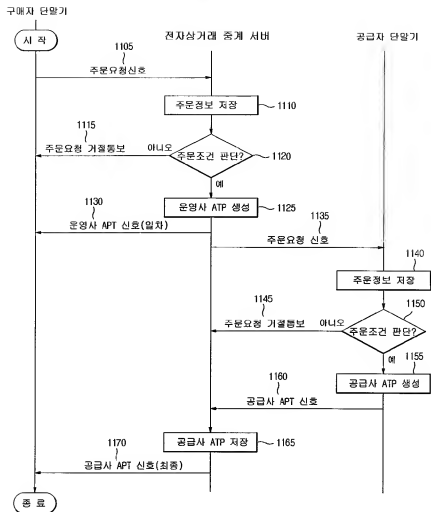 구매자 단말기
전자상거래 중계 서버
공급자 단말기
시 작
1105
주문요청신호
주문정보 저장
1110
1115
주문요청 거절통보
아니오
주문조건 판단?
1120
예
1130
운영사 ATP 생성
1125
1135
운영사 APT 신호(일차)
주문요청 신호
1140
주문정보 저장
1145
1150
주문요청 거절통보
아니오
주문조건 판단?
예
1155
1160
공급사 ATP 생성
공급사 APT 신호
1170
공급사 ATP 저장
1165
공급사 APT 신호(최종)
종 료